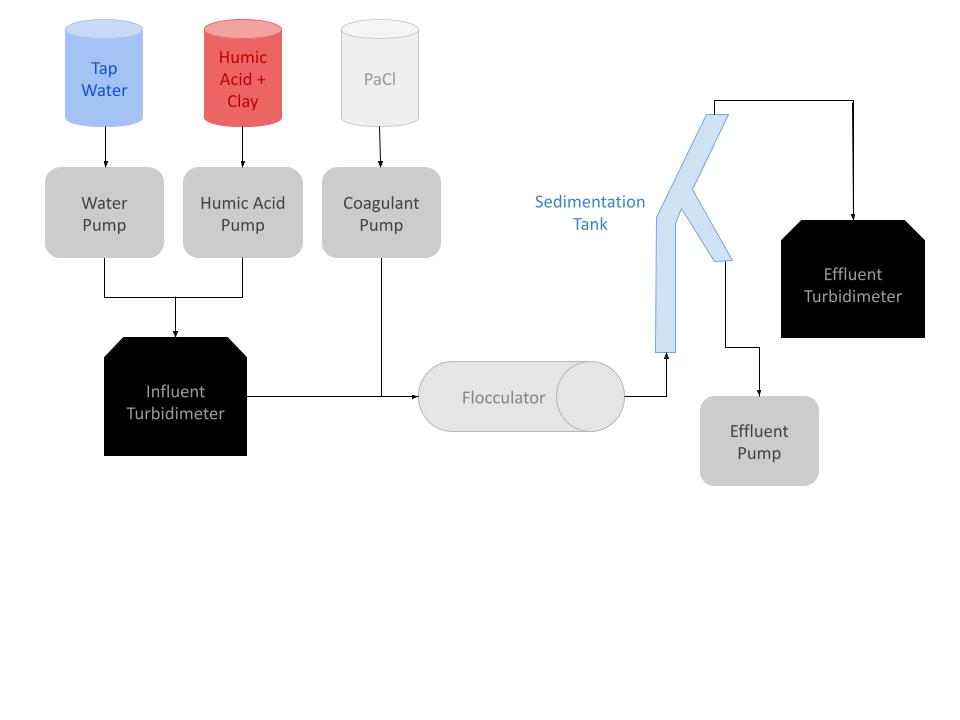 Tap
Water
Humic
Acid +
Clay
PaCl
Water
Pump
Humic Acid
Pump
Coagulant
Pump
Sedimentation
Tank
Effluent
Turbidimeter
Influent
Turbidimeter
Flocculator
Effluent
Pump